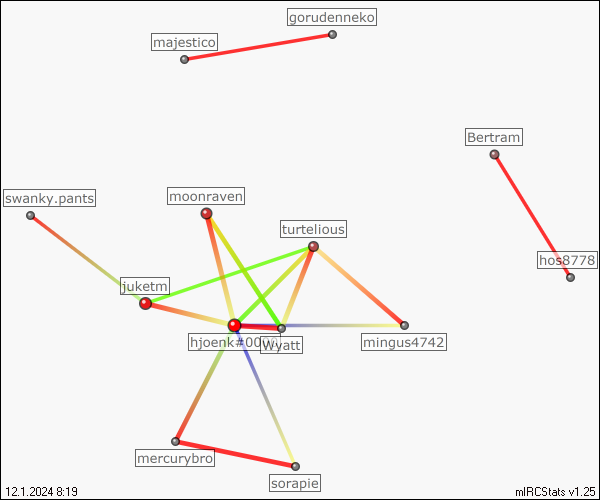 gorudenneko
majestico
Bertram
moonraven
swanky.pants
turtelious
hos8778
juketm
hjoenk#00
Wyatt
mingus4742
mercurybro
sorapie
12.1.2024 8:19
mIRCStats v1.25